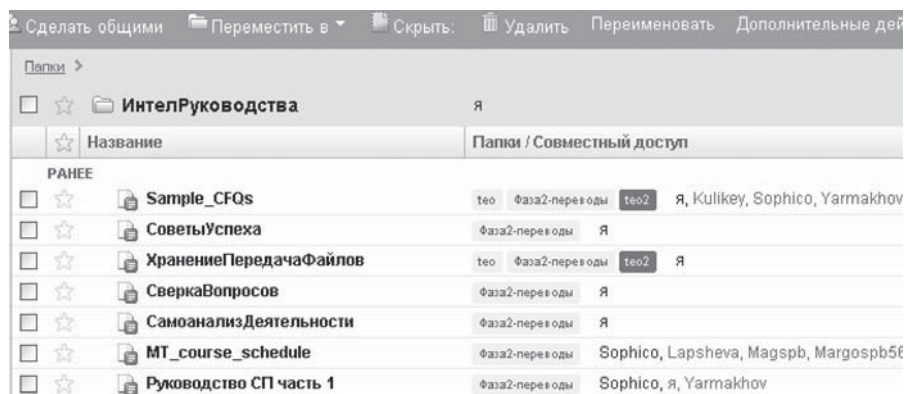 Сделать общими Переместить в Скрыть: Удалить Переименовать Дополнительные дей
Папки >
ИнтелРуководства я
Название Папки / Совместный доступ
РАНЕЕ
Sample_CFQs teo Фаза2-переводы teo2 я, Kulikey, Sophico, Yarmakhov
СоветыУспеха Фаза2-переводы я
ХранениеПередачаФайлов teo Фаза2-переводы teo2 я
СверкаВопросов Фаза2-переводы я
СамоанализДеятельности Фаза2-переводы я
MT_course_schedule Фаза2-переводы Sophico, Lapsheva, Magspb, Margospb56
Руководство СП часть 1 Фаза2-переводы Sophico, я, Yarmakhov